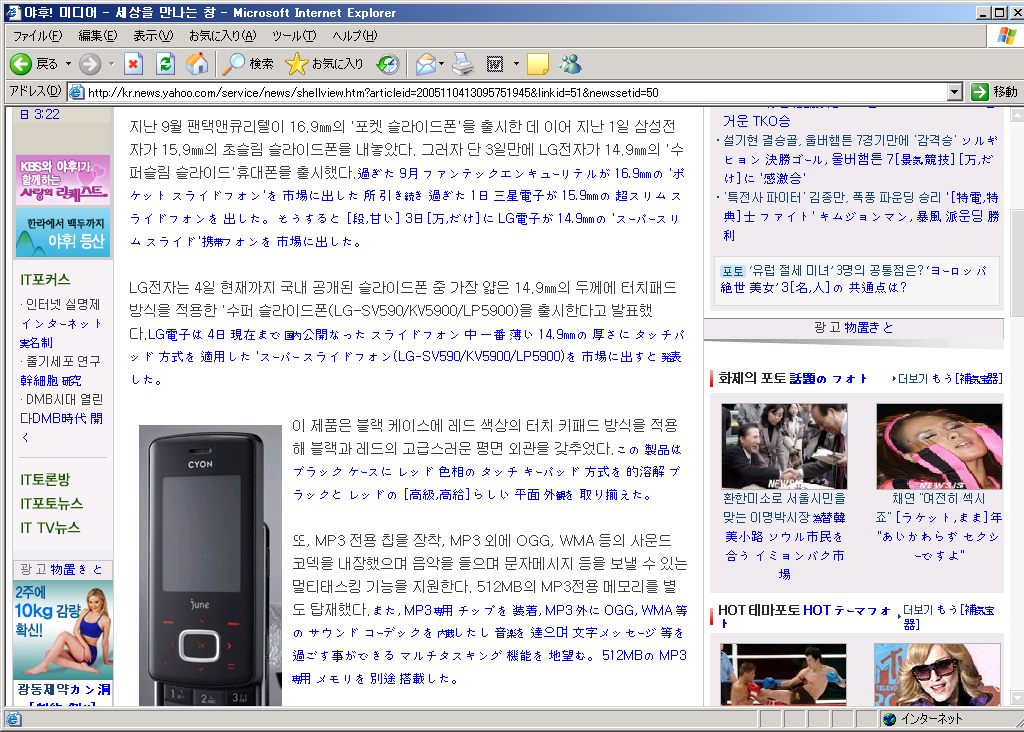 야후! 미디어 - 세상을 만나는 창 - Microsoft Internet Explorer
ファイル(F) 編集(E) 表示(V) お気に入り(A) ツール(T) ヘルプ(H)
戻る 検索 お気に入り
アドレス(D) http://kr.news.yahoo.com/service/news/shellview.htm?articleid=2005110413095751945&linkid=51&newssetid=50 移動
日 3:22
KBS와 야후!가
함께하는
사랑의 리퀘스트
한라에서 백두까지
야후! 등산
IT포커스
· 인터넷 실명제
インターネット
実名制
· 줄기세포 연구
幹細胞 研究
· DMB시대 열린
다DMB時代 開
く
IT토론방
IT포토뉴스
IT TV뉴스
광고 物置きと
2주에
10kg 감량
확신!
광동제약カン洞
지난 9월 팬택앤큐리텔이 16.9㎜의 '포켓 슬라이드폰'을 출시한 데 이어 지난 1일 삼성전
자가 15.9㎜의 초슬림 슬라이드폰을 내놓았다. 그러자 단 3일만에 LG전자가 14.9㎜의 '수
퍼슬림 슬라이드'휴대폰을 출시했다.過ぎた 9月 ファンテックエンキューリテルが 16.9㎜の 'ポ
ケット スライドフォン'を 市場に出した 所 引き続き 過ぎた 1日 三星電子が 15.9㎜の 超スリム ス
ライドフォンを 出した。 そうすると [段,甘い] 3日[万,だけ]に LG電子が 14.9㎜の 'スーパースリ
ム スライド'携帯フォンを 市場に出した。
LG전자는 4일 현재까지 국내 공개된 슬라이드폰 중 가장 얇은 14.9㎜의 두께에 터치패드
방식을 적용한 '수퍼 슬라이드폰(LG-SV590/KV5900/LP5900)을 출시한다고 발표했
다.LG電子は 4日 現在まで 国内 公開なった スライドフォン 中 一番 薄い 14.9㎜の 厚さに タッチパ
ッド 方式を 適用した 'スーパースライドフォン(LG-SV590/KV5900/LP5900)を 市場に出すと 発表
した。
CYON
june
이 제품은 블랙 케이스에 레드 색상의 터치 키패드 방식을 적용
해 블랙과 레드의 고급스러운 평면 외관을 갖추었다.この 製品は
ブラック ケースに レッド 色相の タッチ キーパッド 方式を 的溶解 ブ
ラックと レッドの [高級,高給]らしい 平面 外観を 取り揃えた。
또, MP3 전용 칩을 장착, MP3 외에 OGG, WMA 등의 사운드
코덱을 내장했으며 음악을 들으며 문자메시지 등을 보낼 수 있는
멀티태스킹 기능을 지원한다. 512MB의 MP3전용 메모리를 별
도 탑재했다.また, MP3専用 チップを 装着, MP3 外に OGG, WMA 等
の サウンド コーデックを 内蔵したし 音楽を 達으며 文字メッセージ 等を
過ごす事ができる マルチタスキング 機能を 地望む。 512MBの MP3
専用 メモリを 別途 搭載した。
거운 TKO승
· 설기현 결승골, 울버햄튼 7경기만에 '감격승' ソルギ
ヒョン 決勝ゴール, 울버햄튼 7[景気,競技][万,だ
け]に '感激合'
· '특전사 파이터' 김종만, 폭풍 파운딩 승리 '[特電,特
典]士 ファイト' キムジョンマン, 暴風 派운딩 勝
利
포토 '유럽 절세 미녀' 3명의 공통점은? 'ヨーロッパ
絶世 美女' 3[名,人]の 共通点は?
광고 物置きと
화제의 포토 話題の フォト 더보기 もう[補,気,宝器]
NEWSIS
NEWSIS
환한미소로 서울시민을
맞는 이명박시장 為替韓
美小路 ソウル市民を
合う イミョンバク市
場
채연 "여전히 섹시
죠" [ラケット,まま]年
"あいかわらず セクシ
ーですよ"
HOT테마포토 HOT テーマフォ
ト
더보기 もう[補,気,宝
器]
インターネット